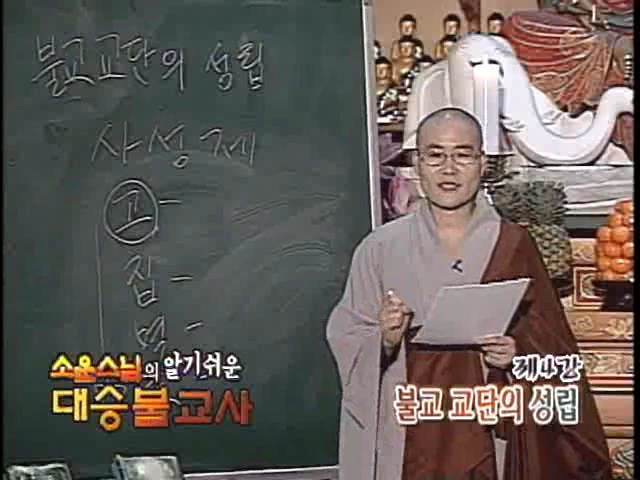 불교교단의 성립
사성제
고-
집-
멸-
소운스님의 알기쉬운
대승불교사
제4강
불교 교단의 성립